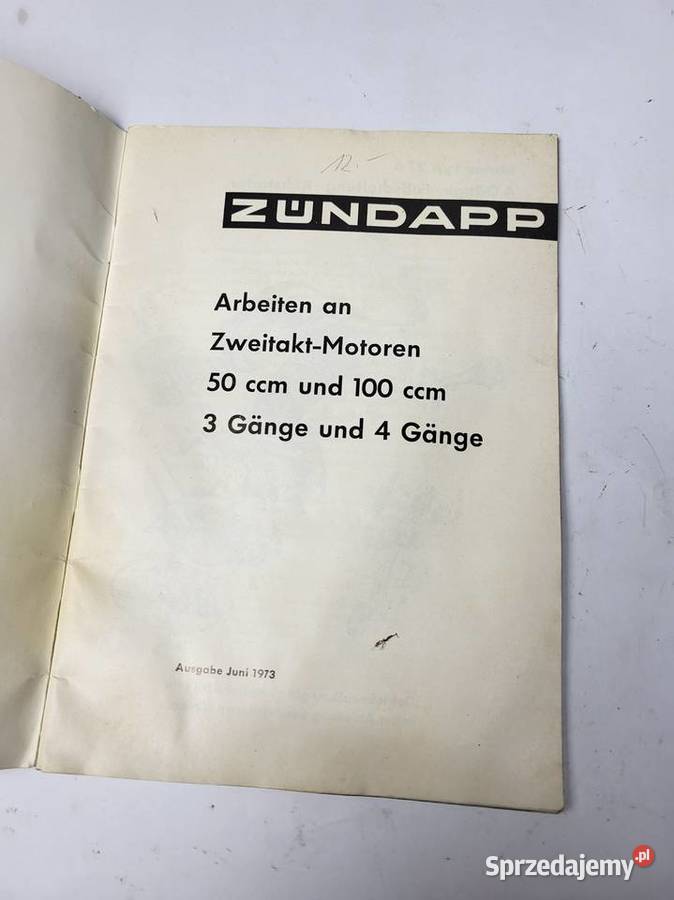 12.-
ZÜNDAPP
Arbeiten an
Zweitakt-Motoren
50 ccm und 100 ccm
3 Gänge und 4 Gänge
Ausgabe Juni 1973
Sprzedajemy.pl